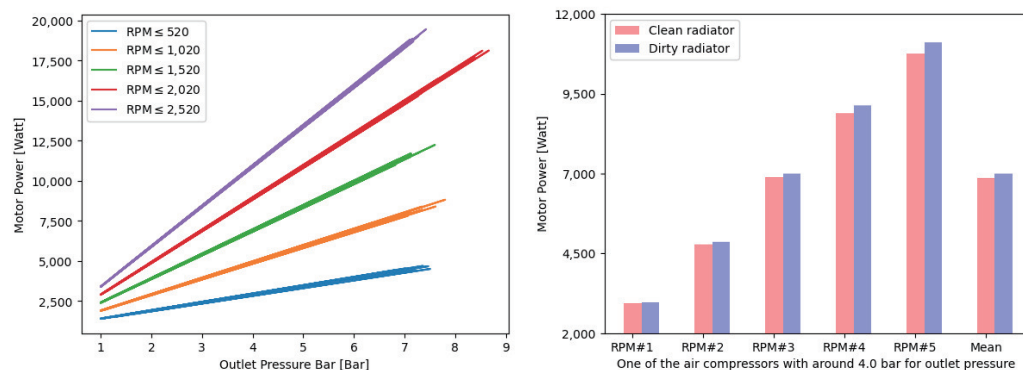 20,000
17,500
15,000
12,500
10,000
7,500
5,000
2,500
Motor Power [Watt]
RPM ≤ 520
RPM ≤ 1,020
RPM ≤ 1,520
RPM ≤ 2,020
RPM ≤ 2,520
1 2 3 4 5 6 7 8 9
Outlet Pressure Bar [Bar]
12,000
9,500
7,000
4,500
2,000
Motor Power [Watt]
Clean radiator
Dirty radiator
RPM#1 RPM#2 RPM#3 RPM#4 RPM#5 Mean
One of the air compressors with around 4.0 bar for outlet pressure